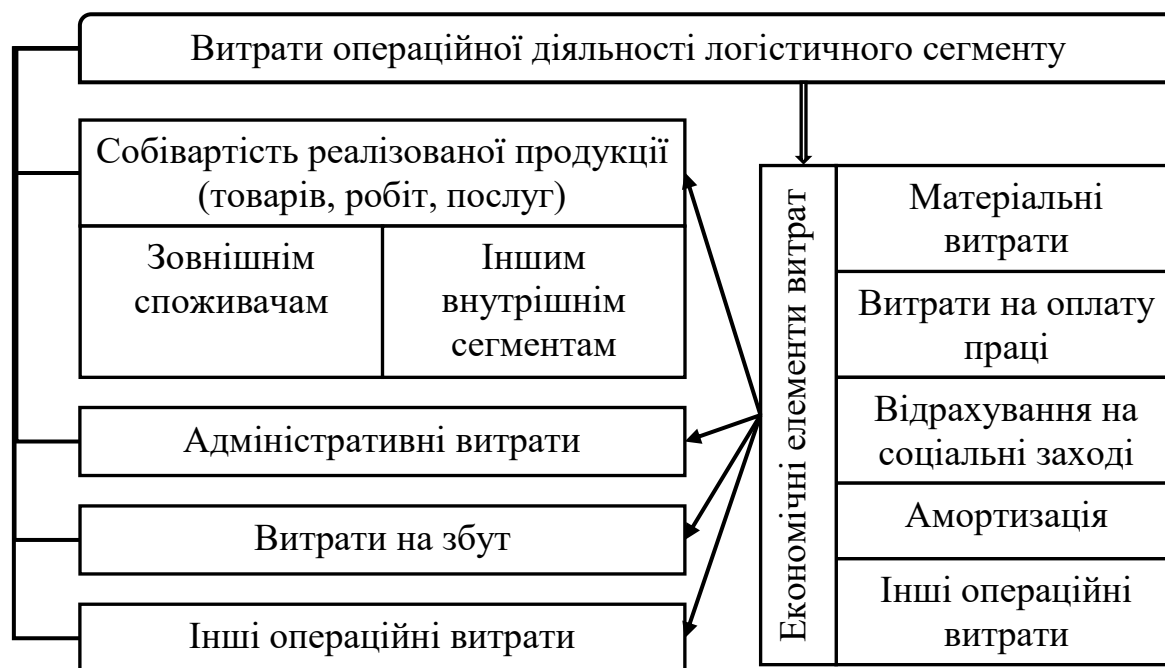 Витрати операційної діяльності логістичного сегменту
Собівартість реалізованої продукції
(товарів, робіт, послуг)
Зовнішнім
споживачам
Іншим
внутрішнім
сегментам
Адміністративні витрати
Витрати на збут
Інші операційні витрати
Економічні елементи витрат
Матеріальні
витрати
Витрати на оплату
праці
Відрахування на
соціальні заході
Амортизація
Інші операційні
витрати